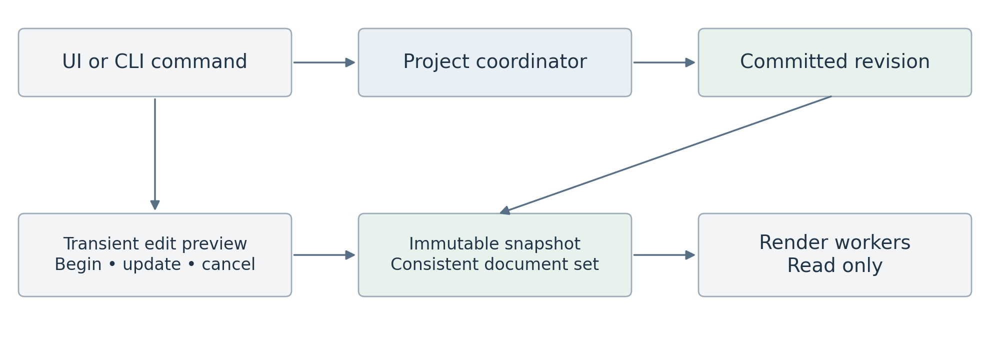 UI or CLI command
Project coordinator
Committed revision
Transient edit preview
Begin • update • cancel
Immutable snapshot
Consistent document set
Render workers
Read only